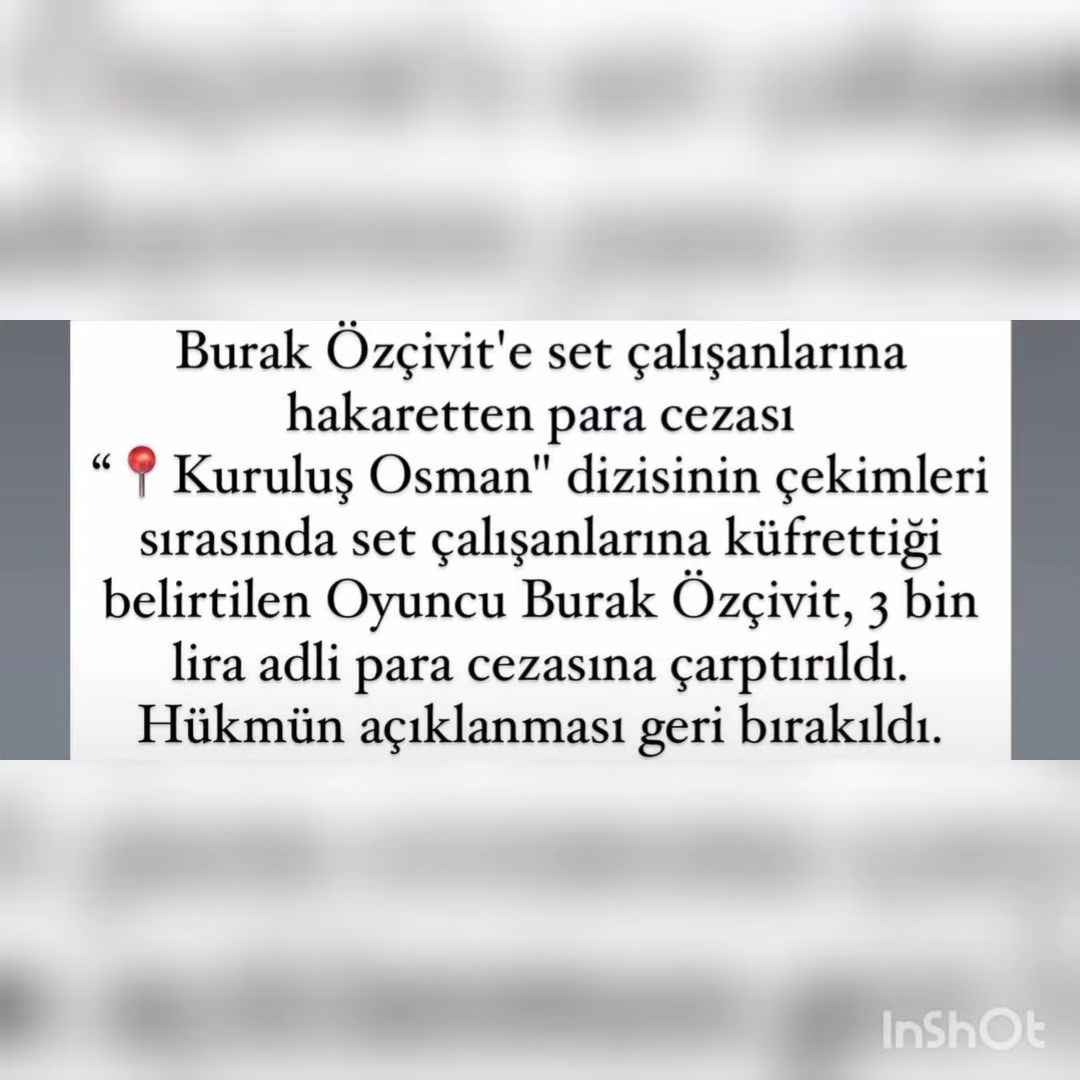 Burak Özçivit'e set çalışanlarına
hakaretten para cezası
“📍Kuruluş Osman" dizisinin çekimleri
sırasında set çalışanlarına küfrettiği
belirtilen Oyuncu Burak Özçivit, 3 bin
lira adli para cezasına çarptırıldı.
Hükmün açıklanması geri bırakıldı.
InShOt